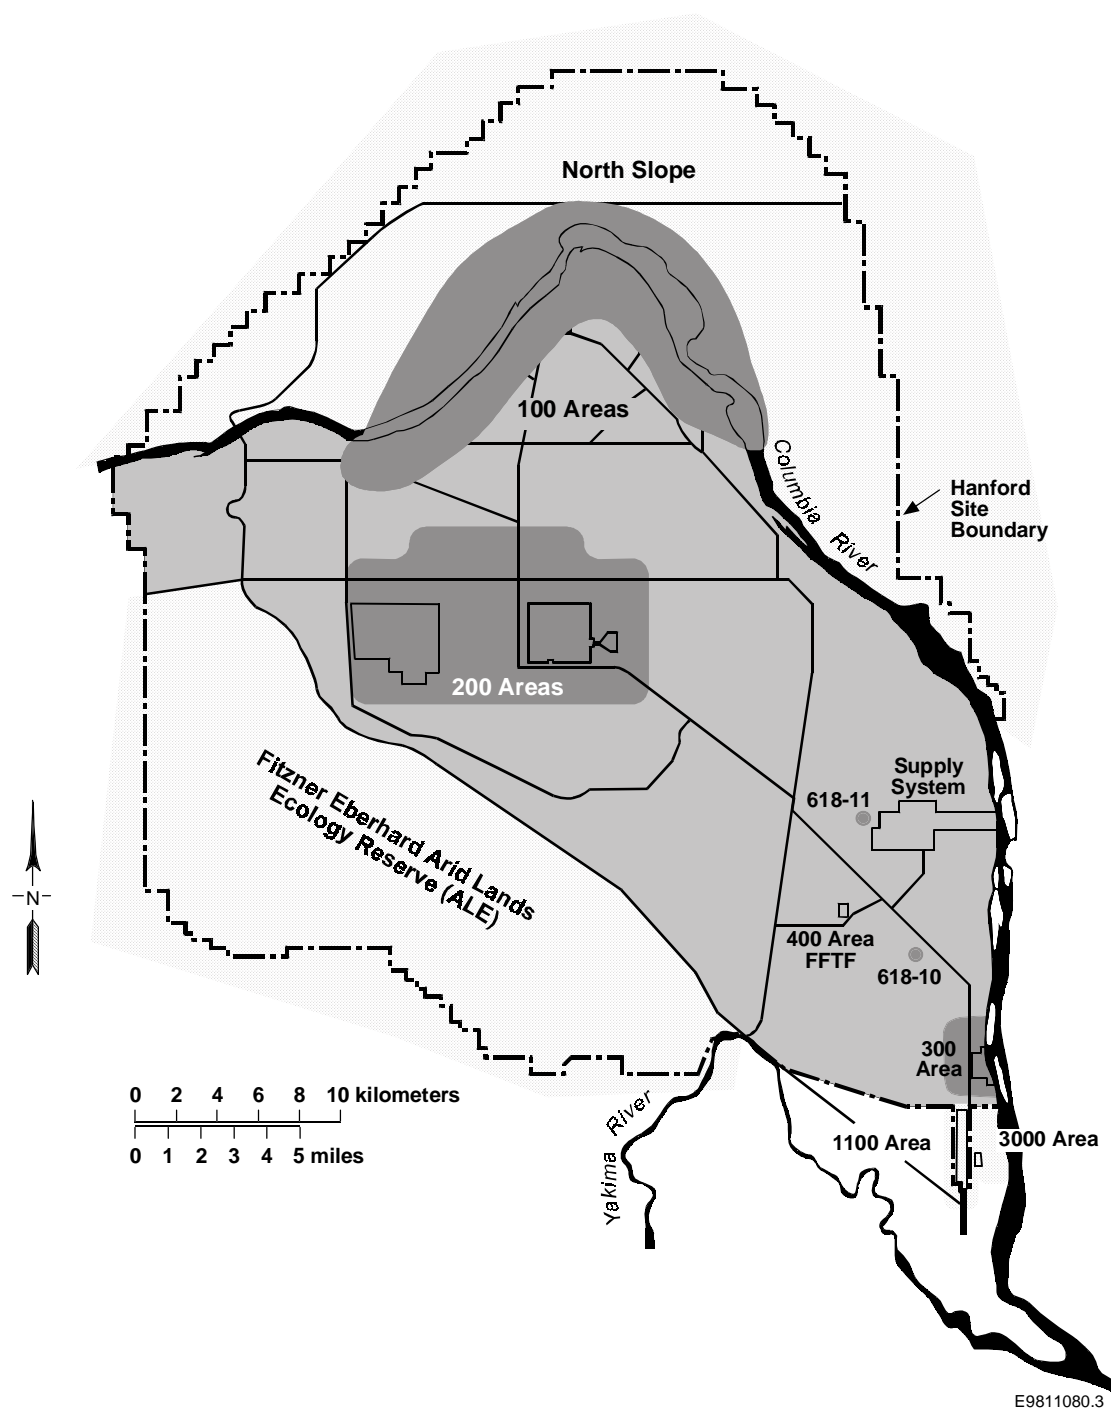 North Slope
100 Areas
Columbia River
Hanford
Site
Boundary
200 Areas
Supply
System
618-11
Fitzner Eberhard Arid Lands
Ecology Reserve (ALE)
N
400 Area
FFTF
618-10
300
Area
0 2 4 6 8 10 kilometers
0 1 2 3 4 5 miles
Yakima River
1100 Area
3000 Area
E9811080.3